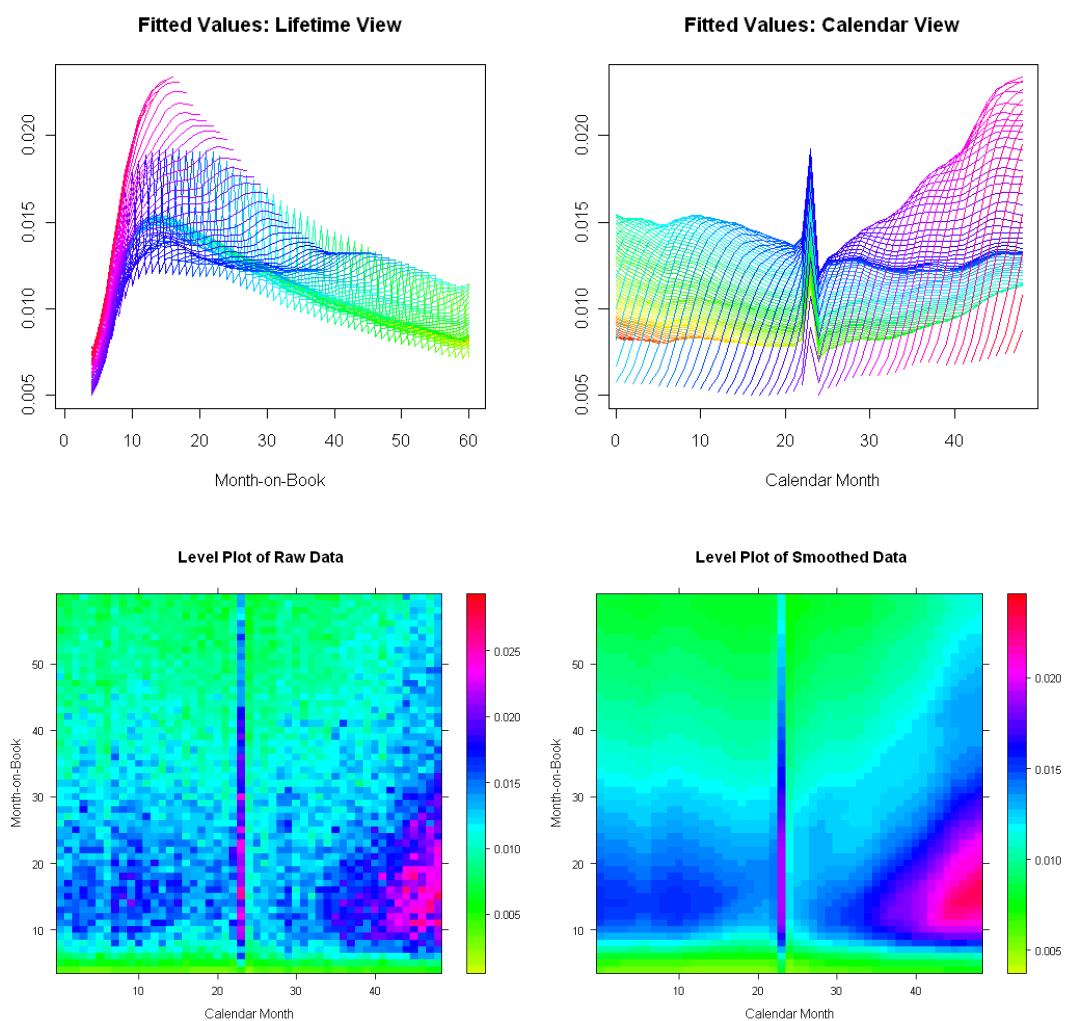 Fitted Values: Lifetime View
0.020
0.015
0.010
0.005
0 10 20 30 40 50 60
Month-on-Book
Fitted Values: Calendar View
0.020
0.015
0.010
0.005
0 10 20 30 40
Calendar Month
Level Plot of Raw Data
Month-on-Book
50
40
30
20
10
10 20 30 40
Calendar Month
0.025
0.020
0.015
0.010
0.005
Level Plot of Smoothed Data
Month-on-Book
50
40
30
20
10
10 20 30 40
Calendar Month
0.020
0.015
0.010
0.005